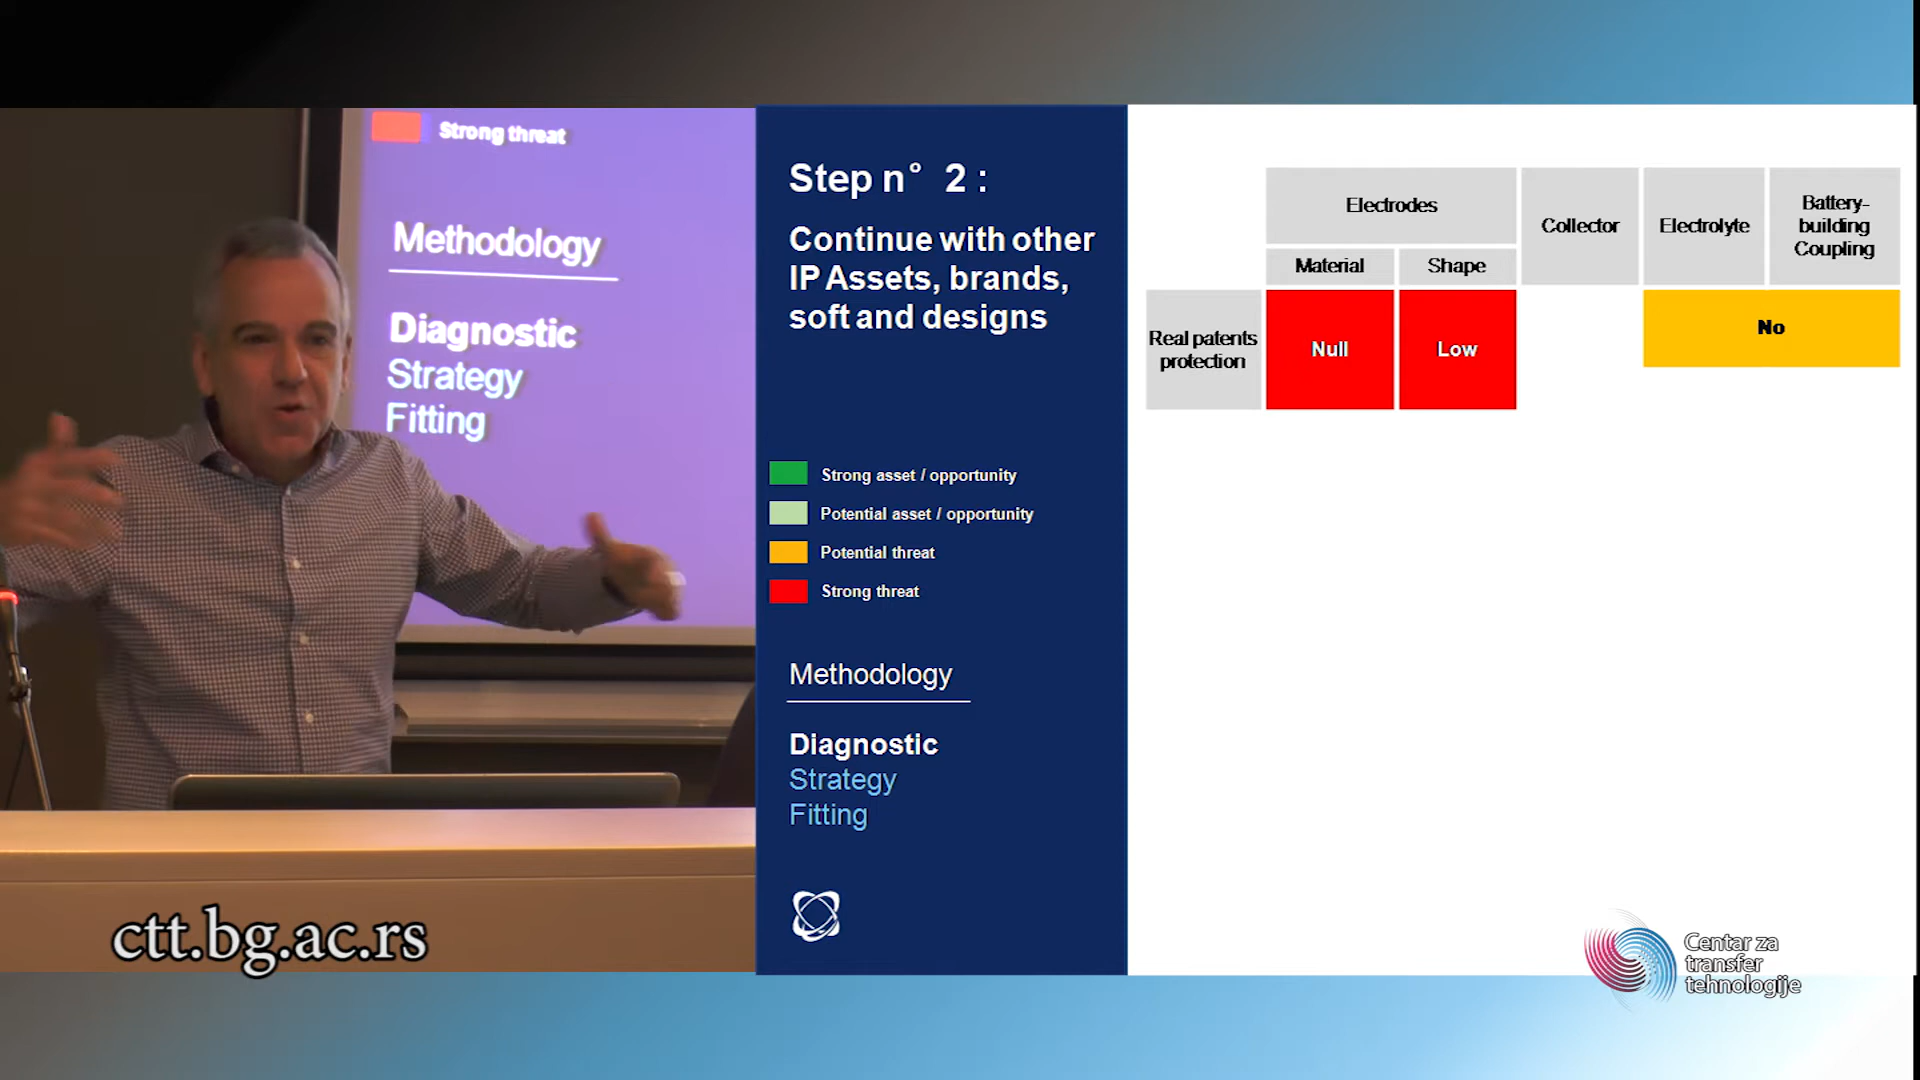 Strong threat
Methodology
Diagnostic
Strategy
Fitting
ctt.bg.ac.rs
Step n° 2 :
Continue with other
IP Assets, brands,
soft and designs
Strong asset / opportunity
Potential asset / opportunity
Potential threat
Strong threat
Methodology
Diagnostic
Strategy
Fitting
Electrodes
Material
Shape
Collector
Electrolyte
Battery-
building
Coupling
Real patents
protection
Null
Low
No
Centar za
transfer
tehnologije